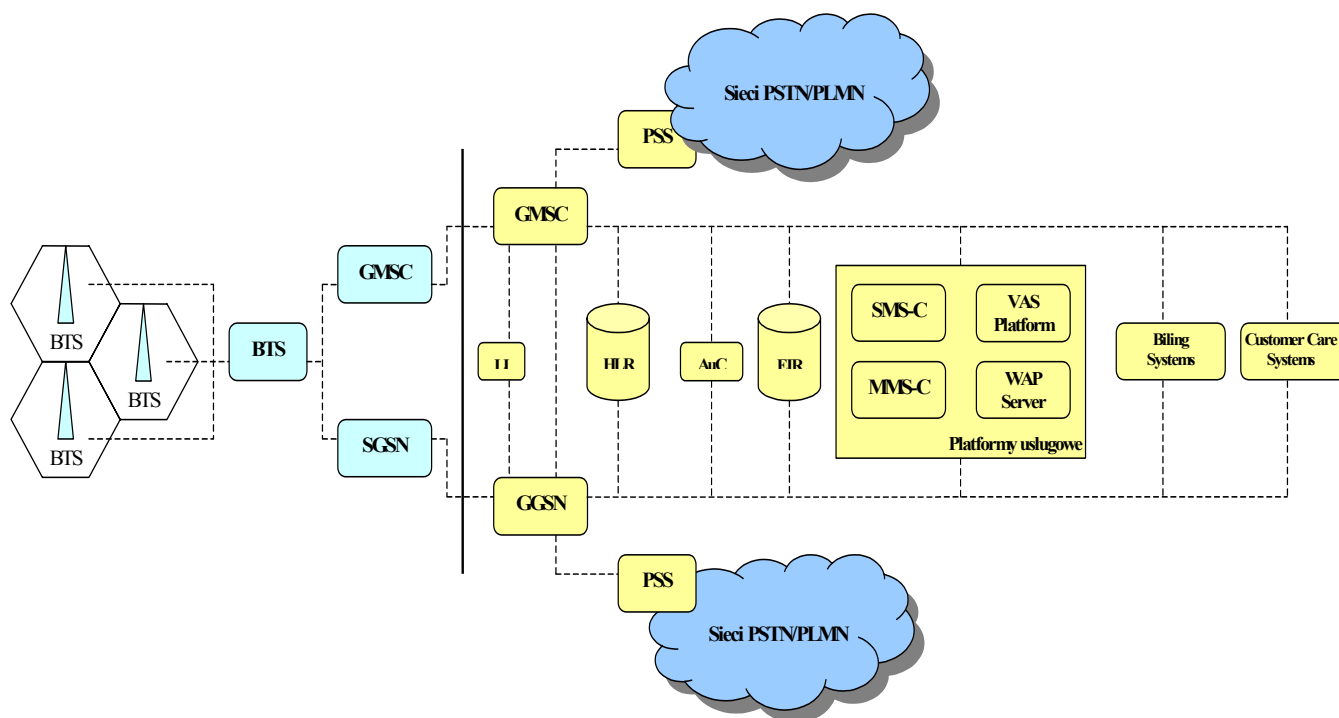 Sieci PSTN/PLMN
PSS
GMSC
GMSC
BTS
BTS
BTS
BTS
SMS-C
VAS
Platform
MMS-C
WAP
Server
Platformy usługowe
LI
HLR
AuC
EIR
Biling
Systems
Customer Care
Systems
SGSN
GGSN
PSS
Sieci PSTN/PLMN